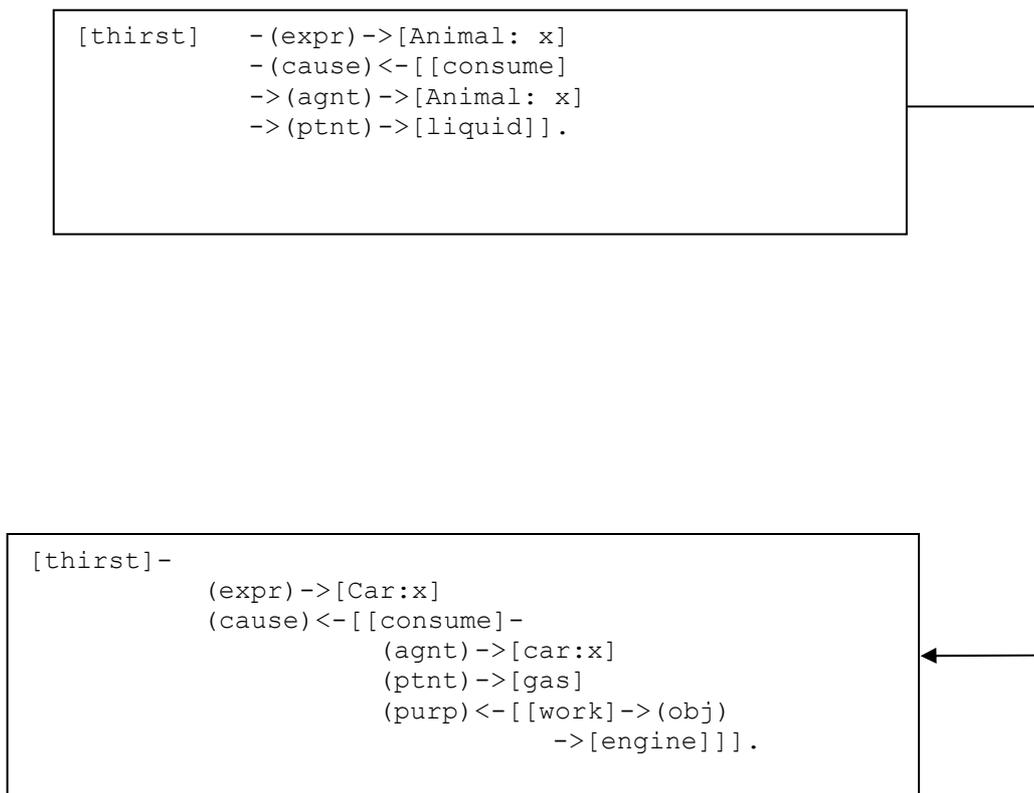 [thirst] -(expr)->[Animal: x]
-(cause)<-[[consume]
->(agnt)->[Animal: x]
->(ptnt)->[liquid]].
[thirst]-
(expr)->[Car:x]
(cause)<-[[consume]-
(agnt)->[car:x]
(ptnt)->[gas]
(purp)<-[[work]->(obj)
->[engine]]].